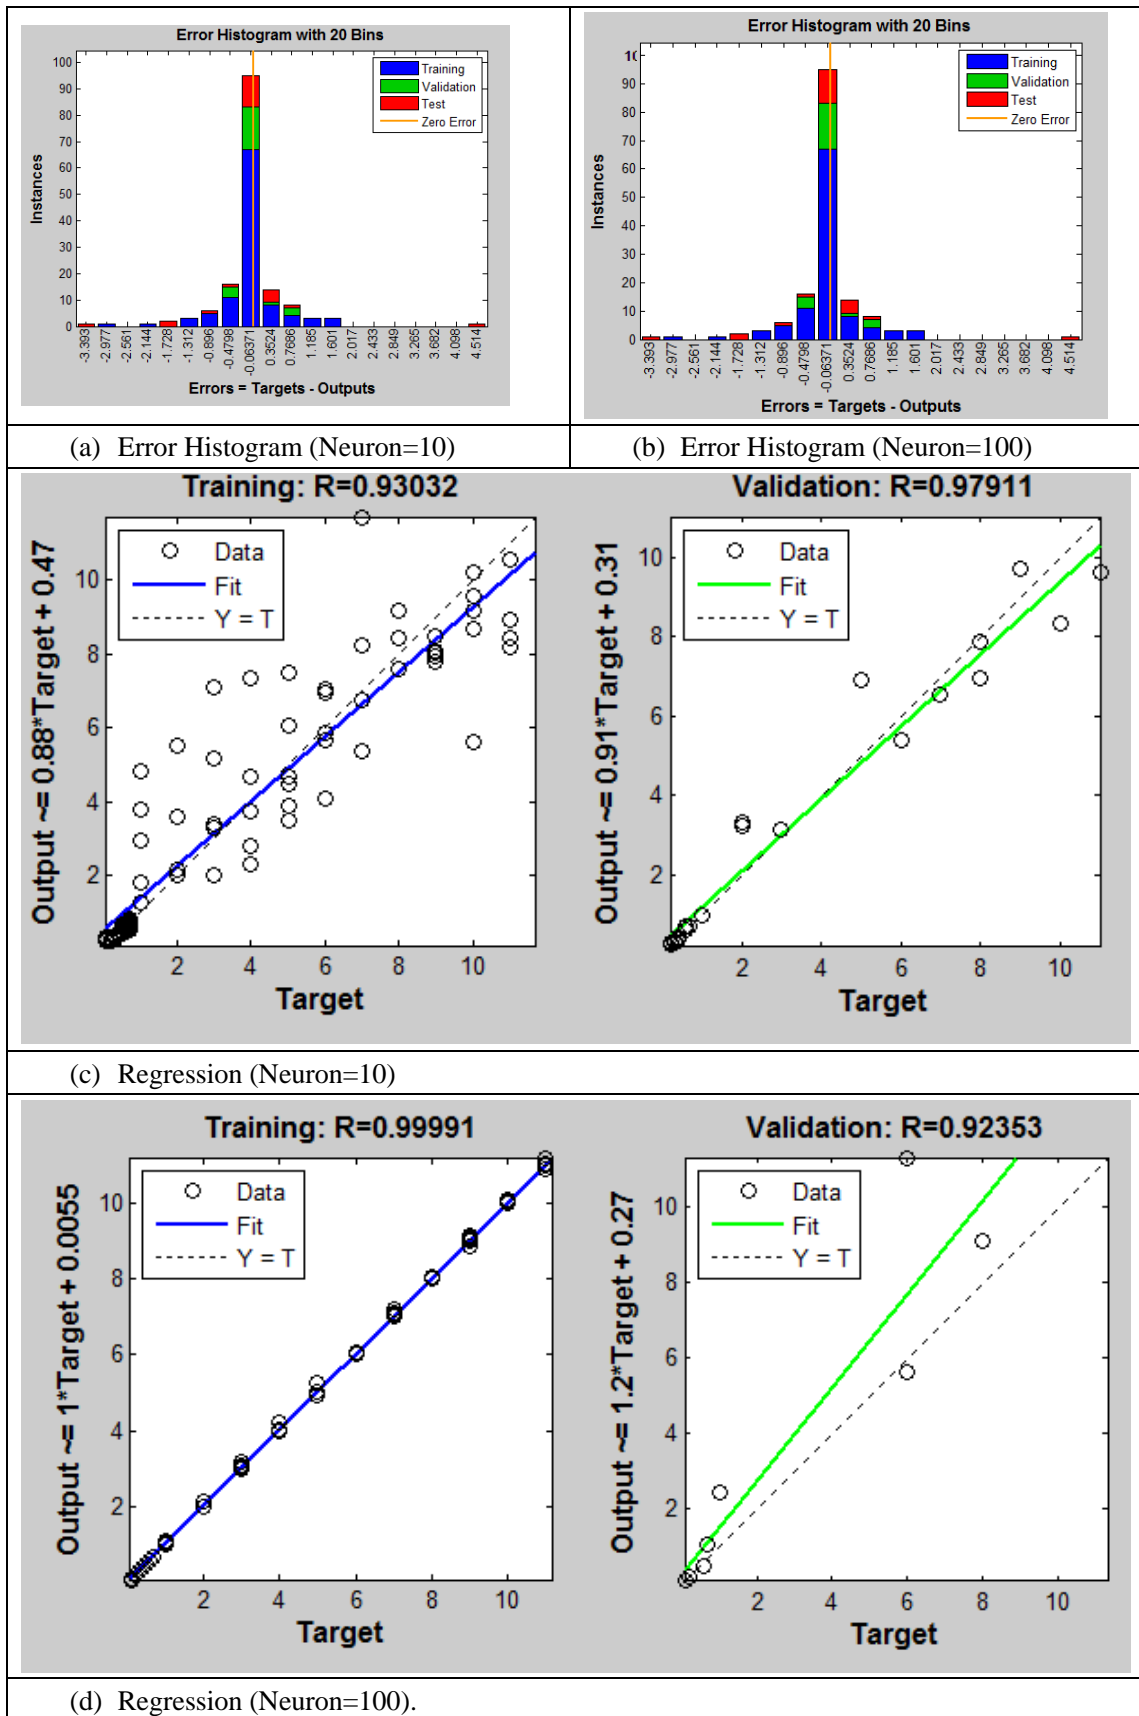 Error Histogram with 20 Bins
Instances
100
90
80
70
60
50
40
30
20
10
0
Training
Validation
Test
Zero Error
-3.393
-2.977
-2.561
-2.144
-1.728
-1.312
-0.896
-0.4798
-0.06371
0.3524
0.7686
1.185
1.601
2.017
2.433
2.849
3.265
3.682
4.098
4.514
Errors = Targets - Outputs
Error Histogram with 20 Bins
Instances
90
80
70
60
50
40
30
20
10
0
Training
Validation
Test
Zero Error
-3.393
-2.977
-2.561
-2.144
-1.728
-1.312
-0.896
-0.4798
-0.06371
0.3524
0.7686
1.185
1.601
2.017
2.433
2.849
3.265
3.682
4.098
4.514
Errors = Targets - Outputs
(a) Error Histogram (Neuron=10)
(b) Error Histogram (Neuron=100)
Training: R=0.93032
Output ~= 0.88*Target + 0.47
10
8
6
4
2
Data
Fit
Y = T
2 4 6 8 10
Target
Validation: R=0.97911
Output ~= 0.91*Target + 0.31
10
8
6
4
2
Data
Fit
Y = T
2 4 6 8 10
Target
(c) Regression (Neuron=10)
Training: R=0.99991
Output ~= 1*Target + 0.0055
10
8
6
4
2
Data
Fit
Y = T
2 4 6 8 10
Target
Validation: R=0.92353
Output ~= 1.2*Target + 0.27
10
8
6
4
2
Data
Fit
Y = T
2 4 6 8 10
Target
(d) Regression (Neuron=100).